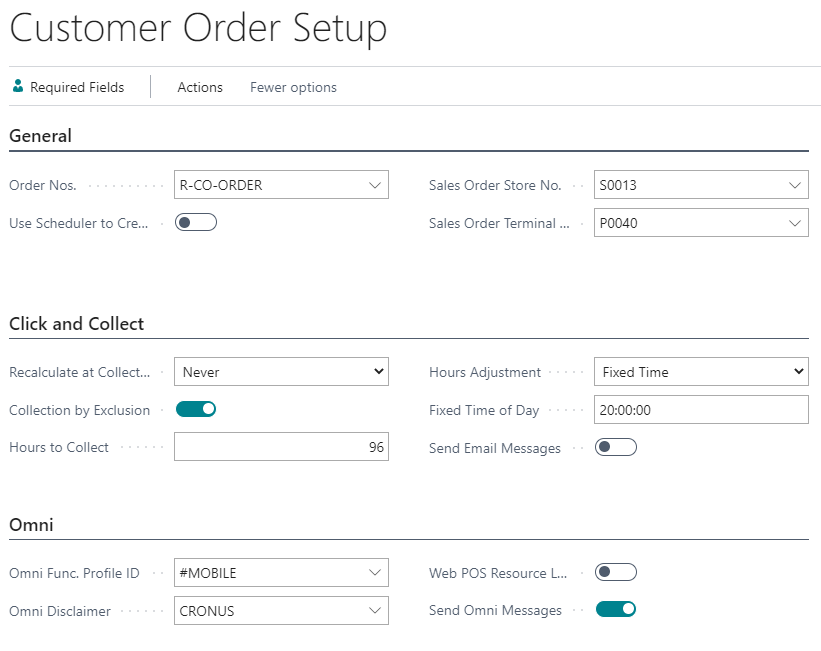 Customer Order Setup
Required Fields Actions Fewer options
General
Order Nos. R-CO-ORDER Sales Order Store No. S0013
Use Scheduler to Cre... Sales Order Terminal ... P0040
Click and Collect
Recalculate at Collect... Never Hours Adjustment Fixed Time
Collection by Exclusion Fixed Time of Day 20:00:00
Hours to Collect 96 Send Email Messages
Omni
Omni Func. Profile ID #MOBILE Web POS Resource L...
Omni Disclaimer CRONUS Send Omni Messages